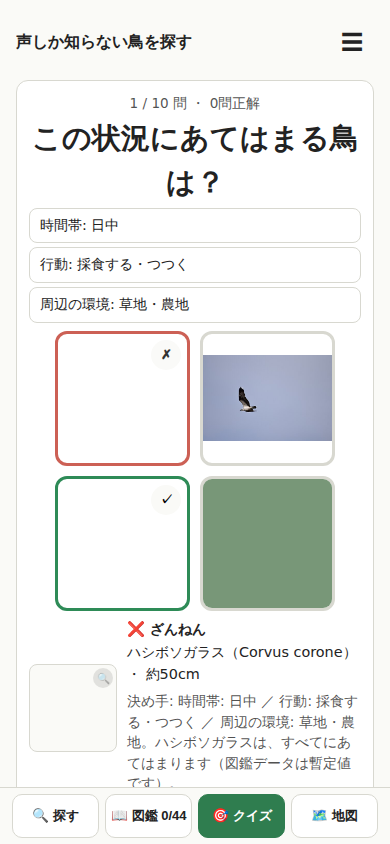 声しか知らない鳥を探す
☰
1 / 10 問 ・ 0問正解
この状況にあてはまる鳥
は？
時間帯: 日中
行動: 採食する・つつく
周辺の環境: 草地・農地
✗
✓
❌ ざんねん
ハシボソガラス（Corvus corone）
・ 約50cm
🔍
決め手: 時間帯: 日中 ／ 行動: 採食す
る・つつく ／ 周辺の環境: 草地・農
地。ハシボソガラスは、すべてにあ
てはまります（図鑑データは暫定値
です）。
🔍 探す
📖 図鑑 0/44
🎯 クイズ
🗺️ 地図